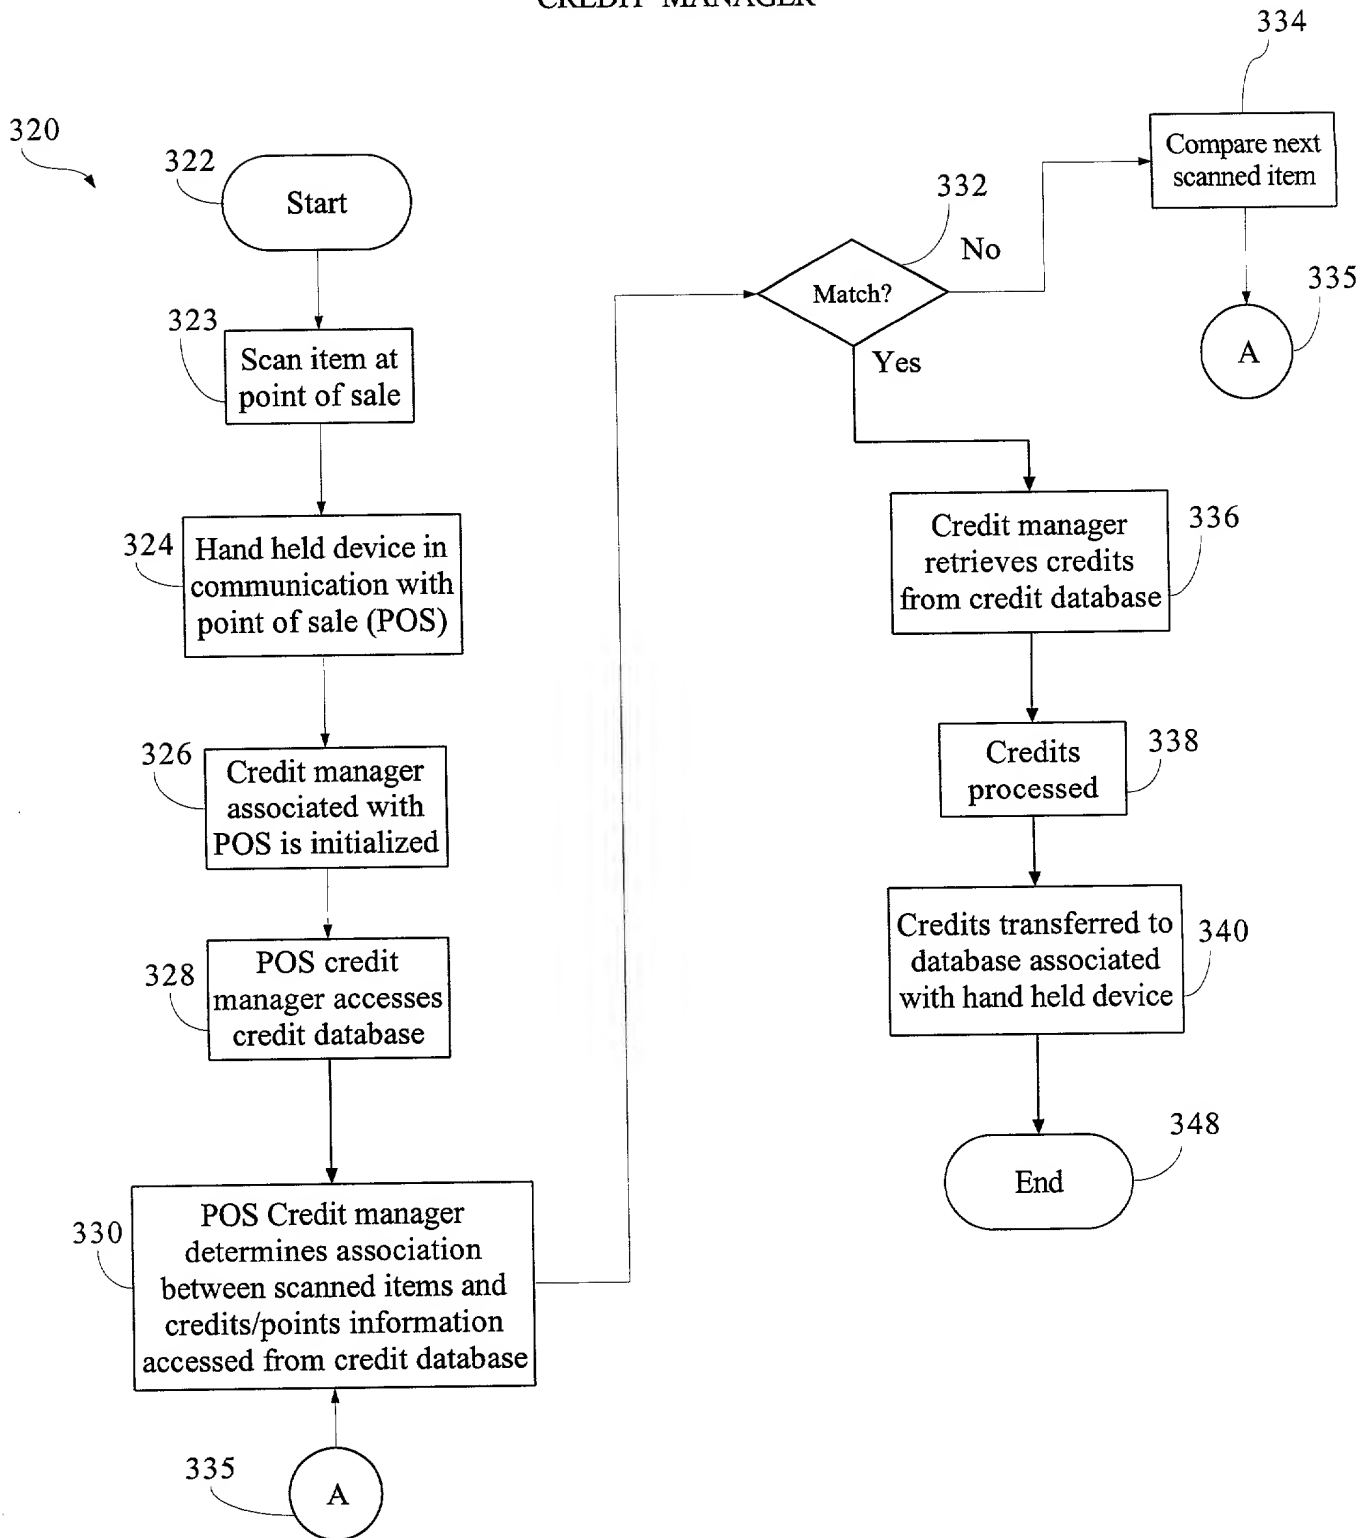 CREDIT MANAGER
320
322
Start
323
Scan item at
point of sale
324
Hand held device in
communication with
point of sale (POS)
326
Credit manager
associated with
POS is initialized
328
POS credit
manager accesses
credit database
330
POS Credit manager
determines association
between scanned items and
credits/points information
accessed from credit database
335
A
332
Match?
No
Yes
334
Compare next
scanned item
335
A
336
Credit manager
retrieves credits
from credit database
338
Credits
processed
340
Credits transferred to
database associated
with hand held device
348
End